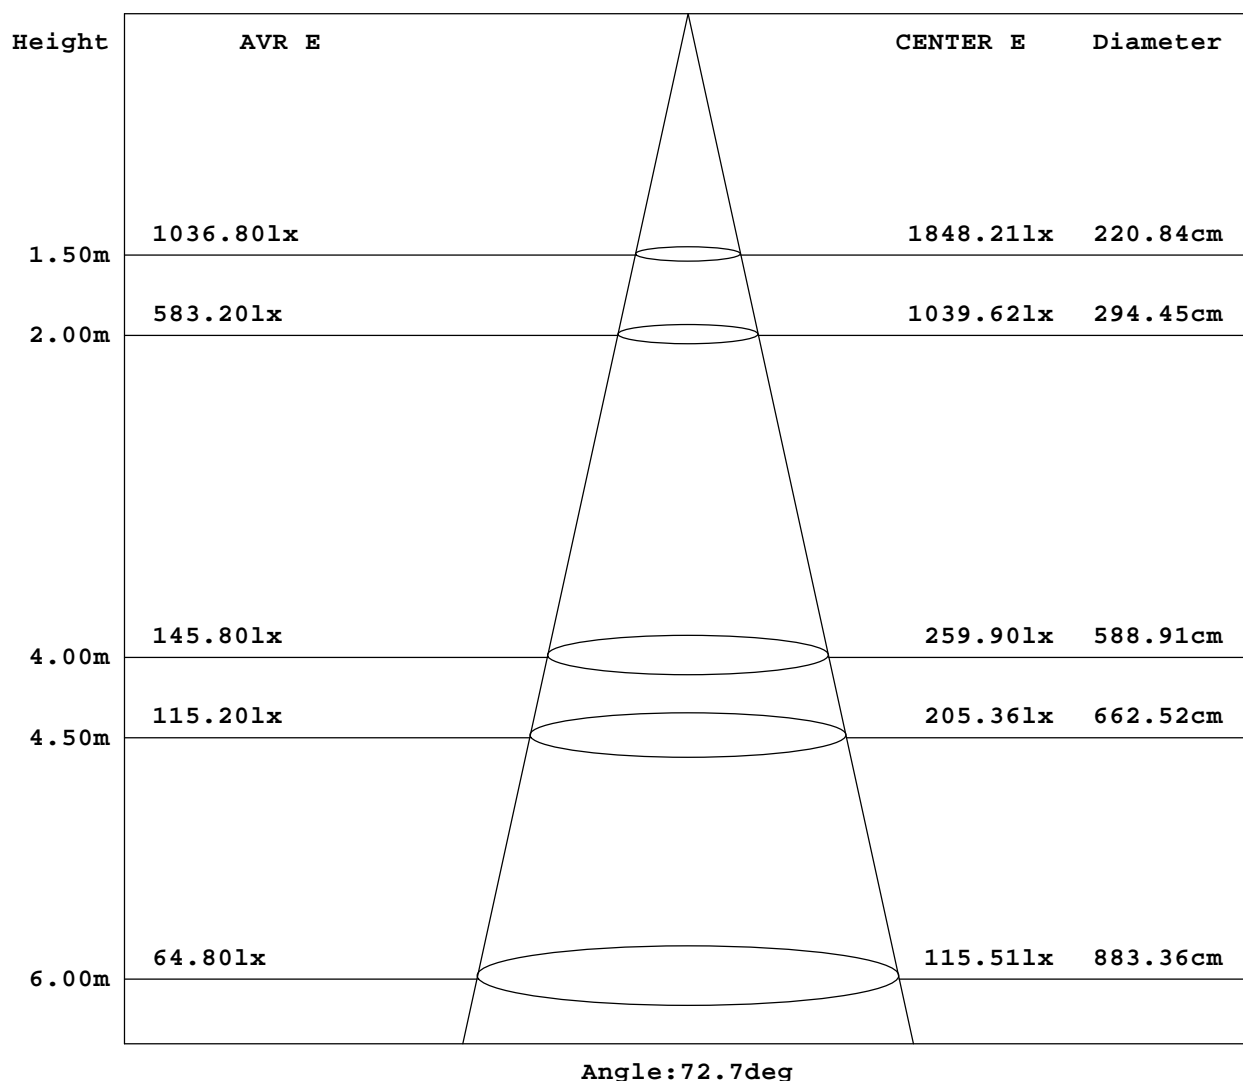 Height AVR E CENTER E Diameter
1036.80lx 1848.21lx 220.84cm
1.50m
583.20lx 1039.62lx 294.45cm
2.00m
145.80lx 259.90lx 588.91cm
4.00m
115.20lx 205.36lx 662.52cm
4.50m
64.80lx 115.51lx 883.36cm
6.00m
Angle:72.7deg